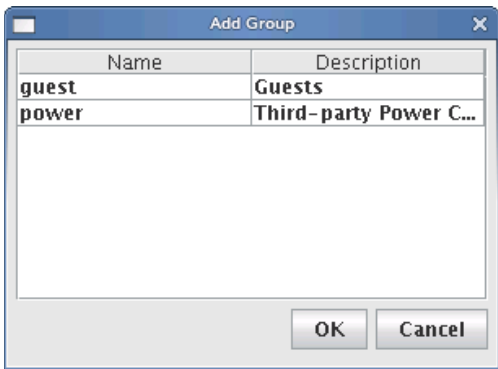 Add Group
Name Description
guest Guests
power Third-party Power C...
OK Cancel